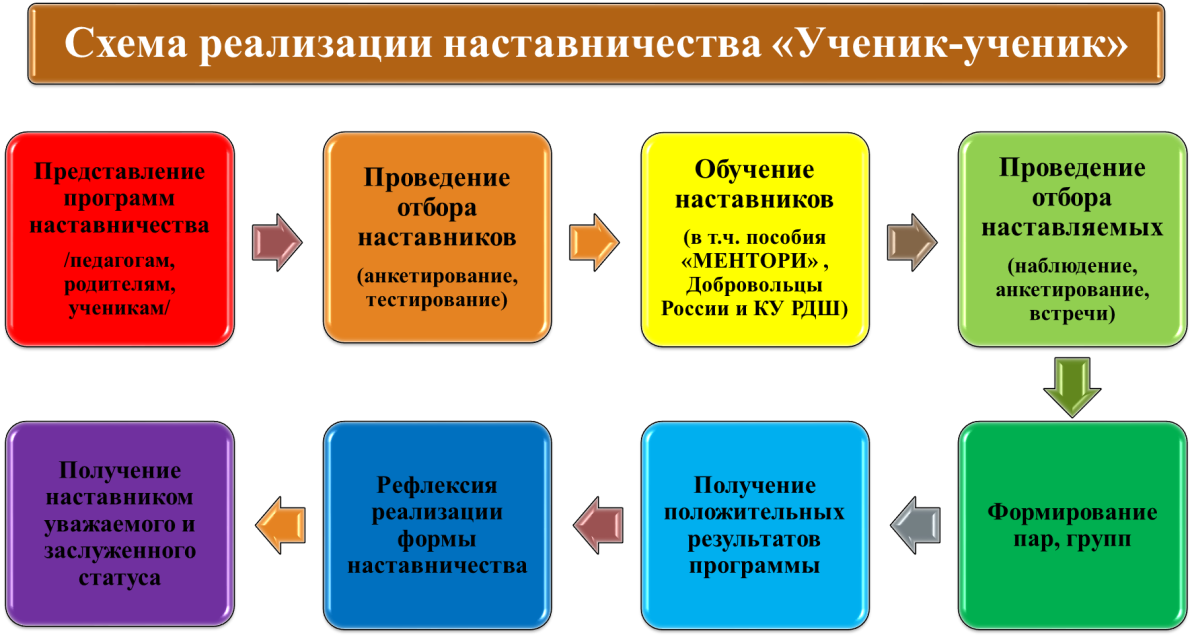 Схема реализации наставничества «Ученик-ученик»
Представление
программ
наставничества
/педагогам,
родителям,
ученикам/
Проведение
отбора
наставников
(анкетирование,
тестирование)
Обучение
наставников
(в т.ч. пособия
«МЕНТОРИ» ,
Добровольцы
России и КУ РДШ)
Проведение
отбора
наставляемых
(наблюдение,
анкетирование,
встречи)
Получение
наставником
уважаемого и
заслуженного
статуса
Рефлексия
реализации
формы
наставничества
Получение
положительных
результатов
программы
Формирование
пар, групп